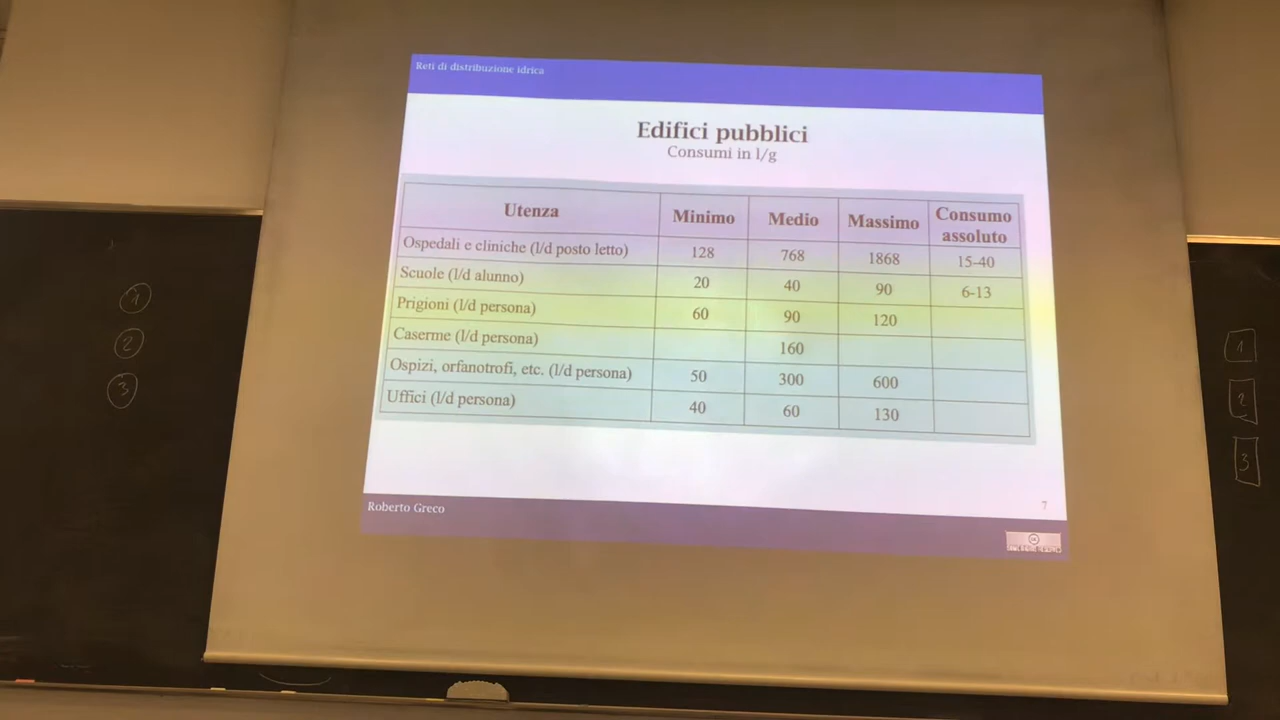 Reti di distribuzione idrica
Edifici pubblici
Consumi in l/g
Utenza Minimo Medio Massimo Consumo assoluto
Ospedali e cliniche (l/d posto letto) 128 768 1868 15-40
Scuole (l/d alunno) 20 40 90 6-13
Prigioni (l/d persona) 60 90 120
Caserme (l/d persona) 160
Ospizi, orfanotrofi, etc. (l/d persona) 50 300 600
Uffici (l/d persona) 40 60 130
Roberto Greco
7
cc
1
2
3
1
2
3